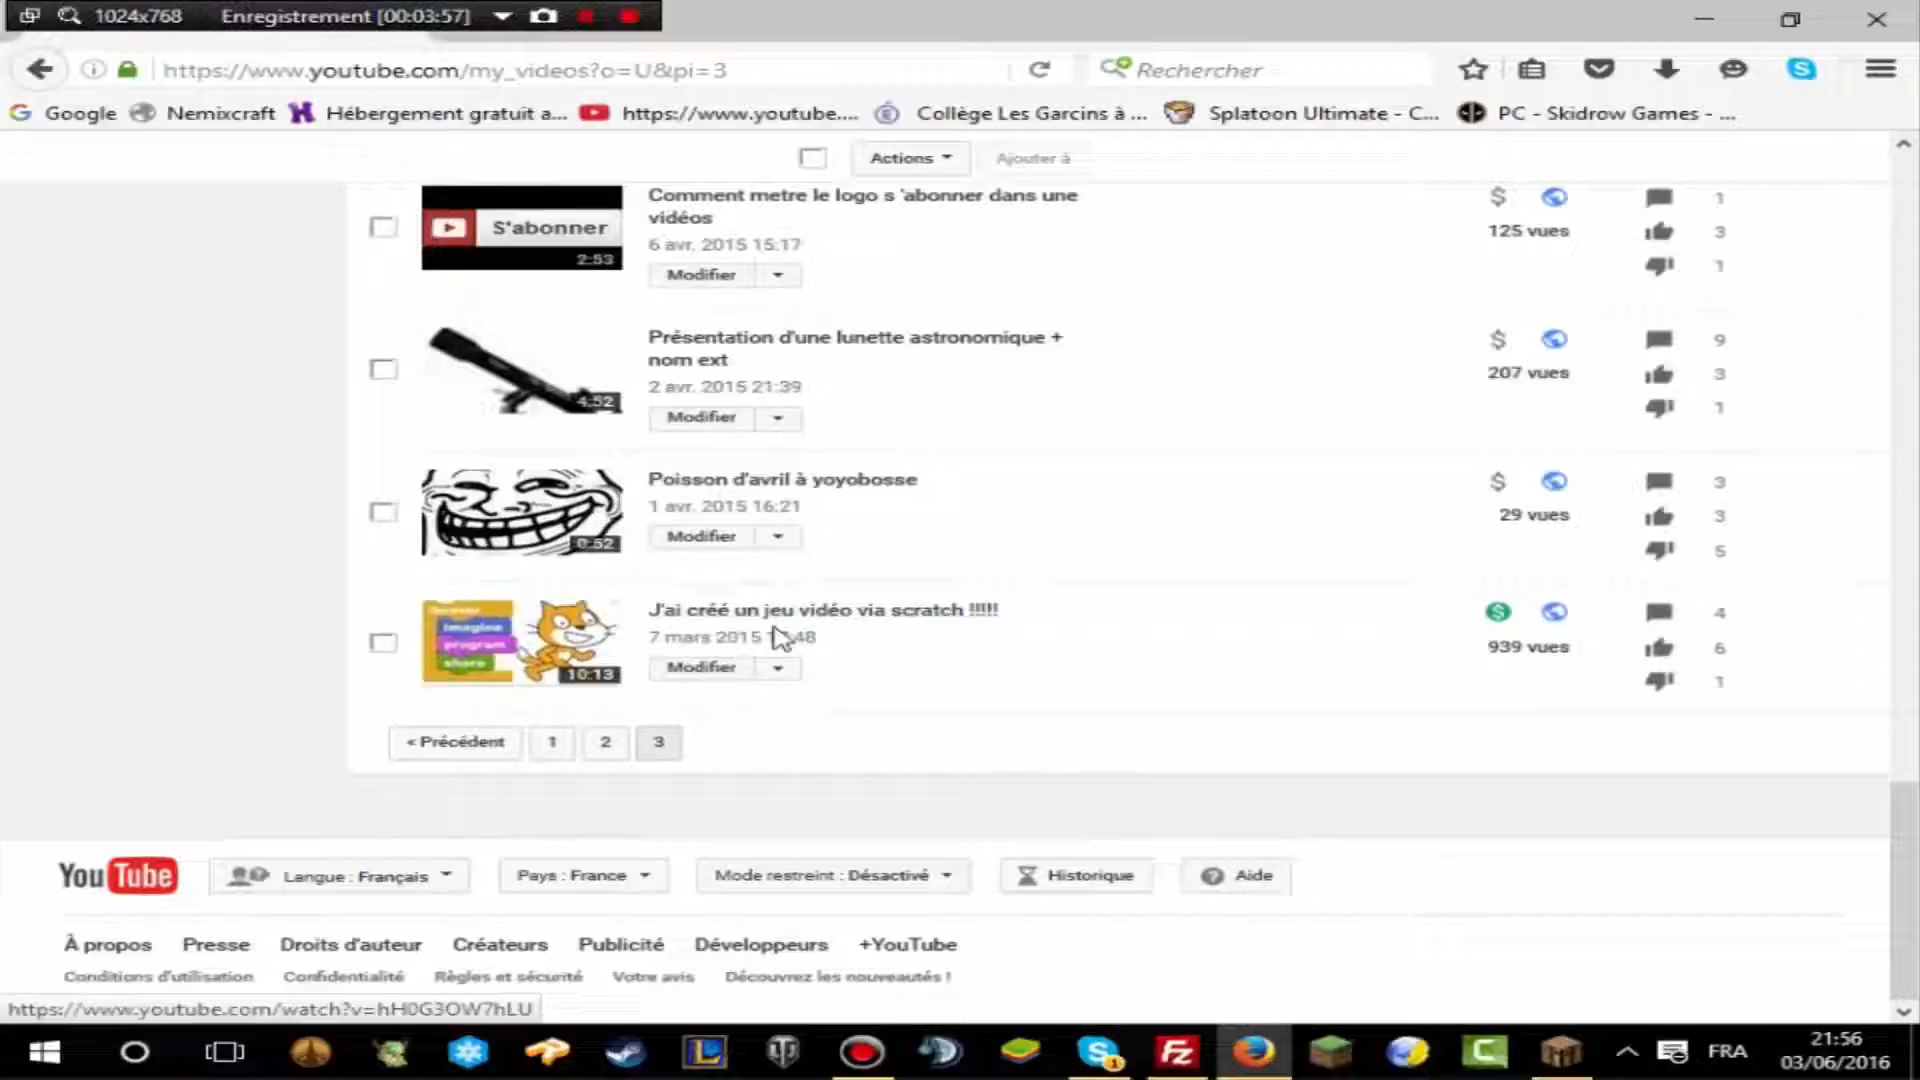 1024x768 Enregistrement [00:03:57]
https://www.youtube.com/my_videos?o=U&pi=3
Rechercher
Google Nemixcraft Hébergement gratuit a... https://www.youtube.... Collège Les Garcins à ... Splatoon Ultimate - C... PC - Skidrow Games - ...
Actions Ajouter à
S'abonner
2:53
Comment metre le logo s 'abonner dans une
vidéos
6 avr. 2015 15:17
Modifier
125 vues
1
3
1
4:52
Présentation d'une lunette astronomique +
nom ext
2 avr. 2015 21:39
Modifier
207 vues
9
3
1
0:52
Poisson d'avril à yoyobosse
1 avr. 2015 16:21
Modifier
29 vues
3
3
5
imagine
program
share
10:13
J'ai créé un jeu vidéo via scratch !!!!!
7 mars 2015 48
Modifier
939 vues
4
6
1
« Précédent 1 2 3
YouTube Langue : Français Pays : France Mode restreint : Désactivé Historique Aide
À propos Presse Droits d'auteur Créateurs Publicité Développeurs +YouTube
Conditions d'utilisation Confidentialité Règles et sécurité Votre avis Découvrez les nouveautés !
https://www.youtube.com/watch?v=hH0G3OW7hLU
FRA
21:56
03/06/2016